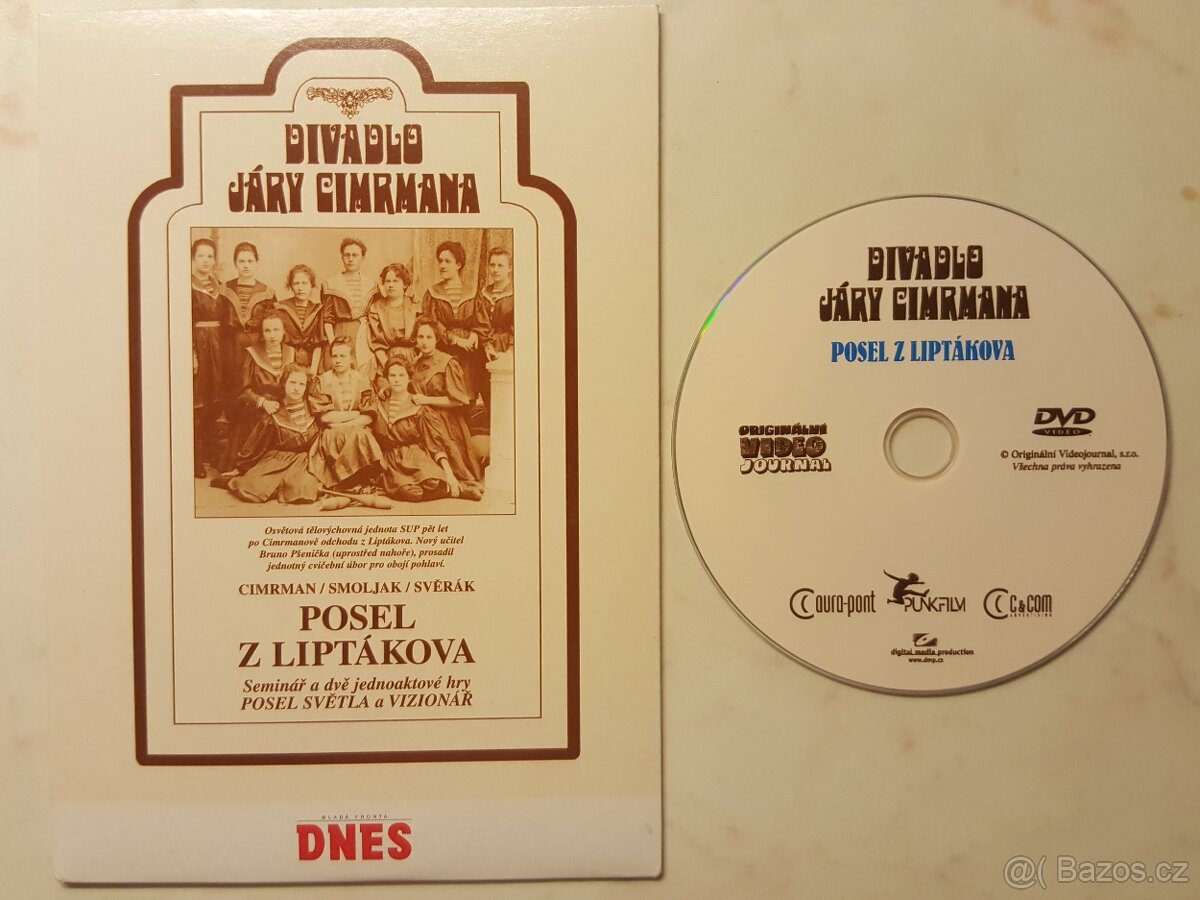 DIVADLO
JÁRY CIMRMANA
Osvětová tělovýchovná jednota SUP pět let
po Cimrmanově odchodu z Liptákova. Nový učitel
Bruno Pšenička (uprostřed nahoře), prosadil
jednotný cvičební úbor pro obojí pohlaví.
CIMRMAN / SMOLJAK / SVĚRÁK
POSEL
Z LIPTÁKOVA
Seminář a dvě jednoaktové hry
POSEL SVĚTLA a VIZIONÁŘ
MLADÁ FRONTA
DNES
DIVADLO
JÁRY CIMRMANA
POSEL Z LIPTÁKOVA
ORIGINÁLNÍ
VIDEO
JOURNAL
DVD
VIDEO
© Originální Videojournal, s.r.o.
Všechna práva vyhrazena
aura-pont
PUNKFILM
C&COM
ADVERTISING
digital media production
www.dmp.cz
@( Bazos.cz